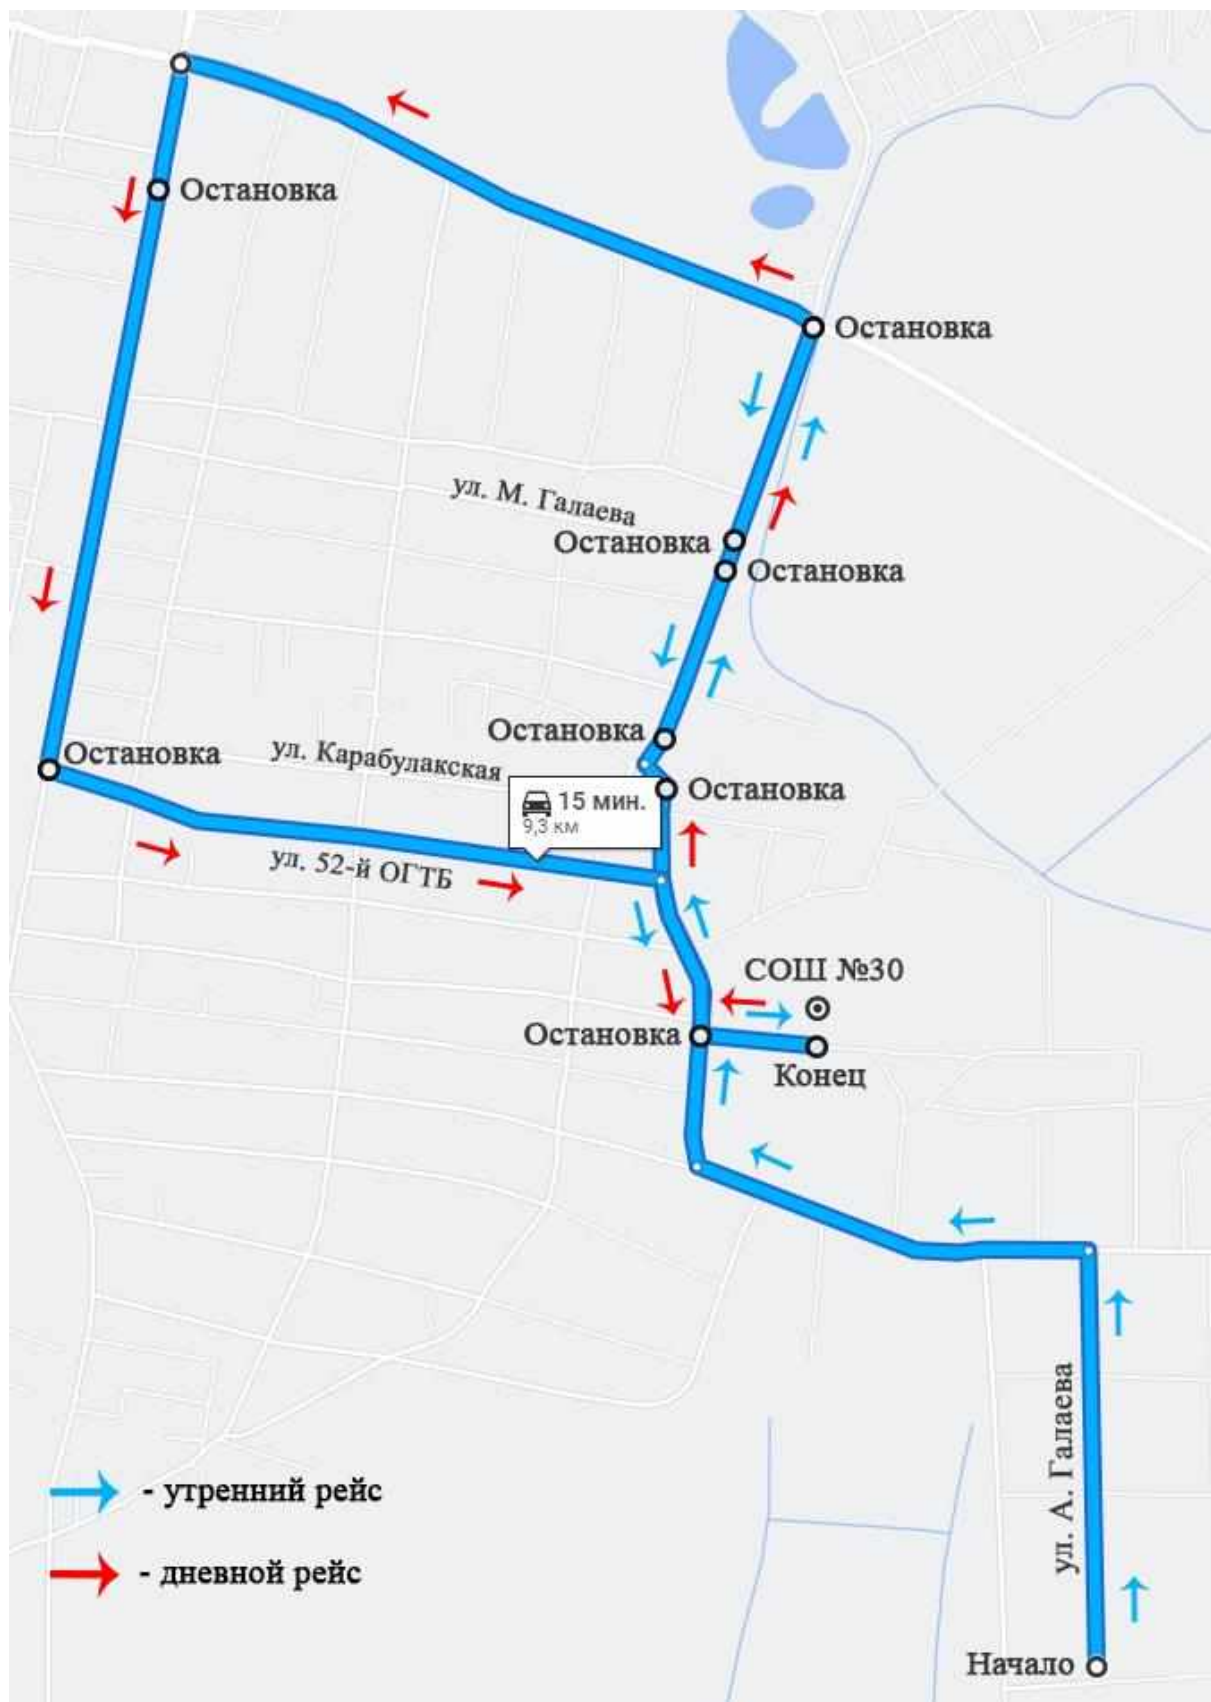 Остановка
Остановка
ул. М. Галаева
Остановка
Остановка
Остановка
Остановка
ул. Карабулакская
Остановка
15 мин.
9,3 км
ул. 52-й ОГТБ
СОШ №30
Остановка
Конец
ул. А. Галаева
- утренний рейс
- дневной рейс
Начало